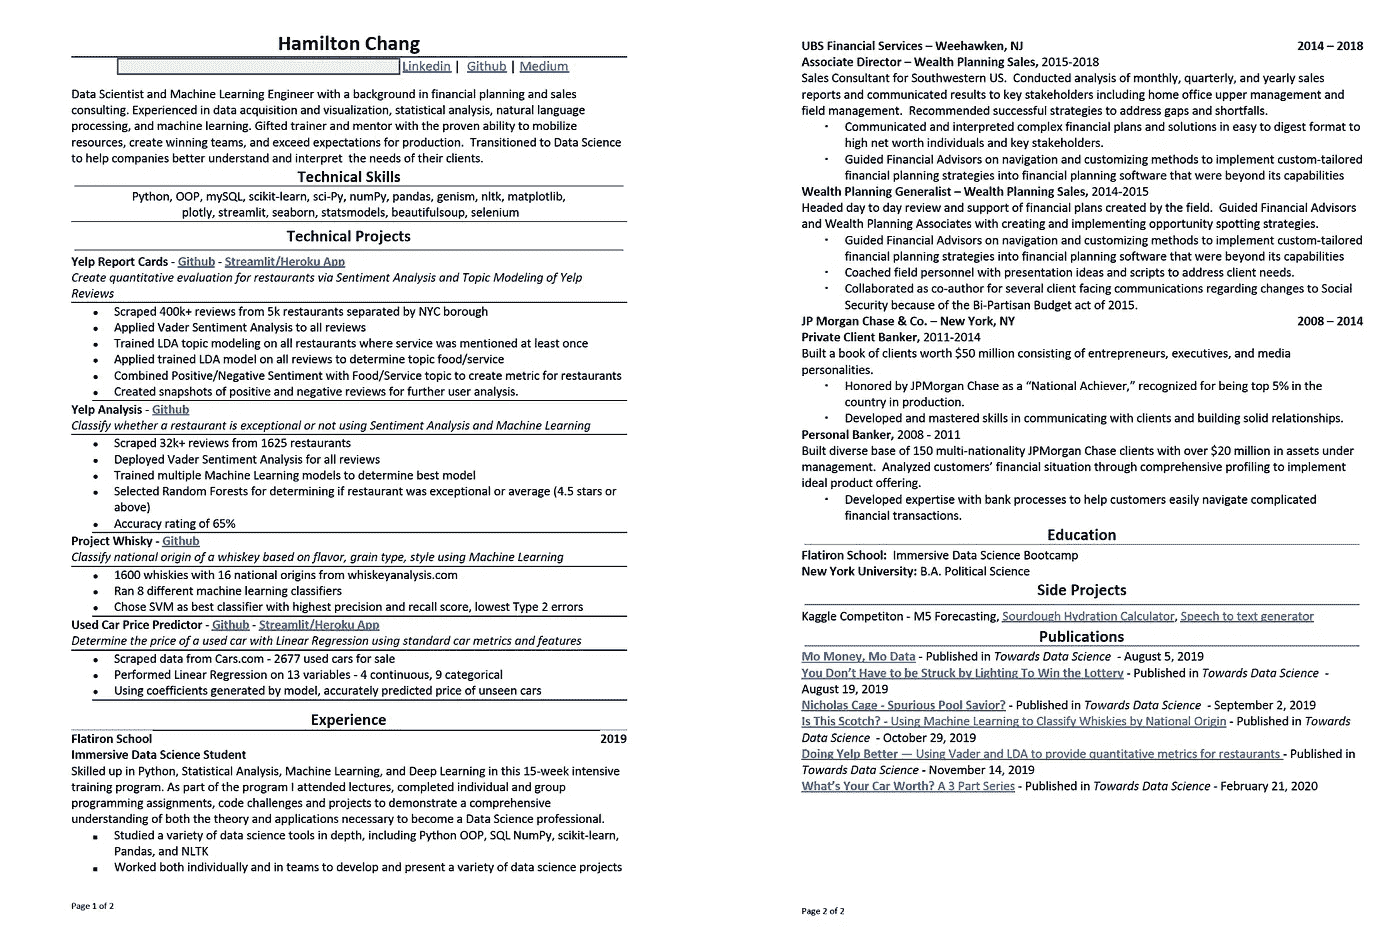 Hamilton Chang
Linkedin | Github | Medium
Data Scientist and Machine Learning Engineer with a background in financial planning and sales
consulting. Experienced in data acquisition and visualization, statistical analysis, natural language
processing, and machine learning. Gifted trainer and mentor with the proven ability to mobilize
resources, create winning teams, and exceed expectations for production. Transitioned to Data Science
to help companies better understand and interpret the needs of their clients.
Technical Skills
Python, OOP, mySQL, scikit-learn, sci-Py, numPy, pandas, genism, nltk, matplotlib,
plotly, streamlit, seaborn, statsmodels, beautifulsoup, selenium
Technical Projects
Yelp Report Cards - Github - Streamlit/Heroku App
Create quantitative evaluation for restaurants via Sentiment Analysis and Topic Modeling of Yelp
Reviews
• Scraped 400k+ reviews from 5k restaurants separated by NYC borough
• Applied Vader Sentiment Analysis to all reviews
• Trained LDA topic modeling on all restaurants where service was mentioned at least once
• Applied trained LDA model on all reviews to determine topic food/service
• Combined Positive/Negative Sentiment with Food/Service topic to create metric for restaurants
• Created snapshots of positive and negative reviews for further user analysis.
Yelp Analysis - Github
Classify whether a restaurant is exceptional or not using Sentiment Analysis and Machine Learning
• Scraped 32k+ reviews from 1625 restaurants
• Deployed Vader Sentiment Analysis for all reviews
• Trained multiple Machine Learning models to determine best model
• Selected Random Forests for determining if restaurant was exceptional or average (4.5 stars or
above)
• Accuracy rating of 65%
Project Whisky - Github
Classify national origin of a whiskey based on flavor, grain type, style using Machine Learning
• 1600 whiskies with 16 national origins from whiskeyanalysis.com
• Ran 8 different machine learning classifiers
• Chose SVM as best classifier with highest precision and recall score, lowest Type 2 errors
Used Car Price Predictor - Github - Streamlit/Heroku App
Determine the price of a used car with Linear Regression using standard car metrics and features
• Scraped data from Cars.com - 2677 used cars for sale
• Performed Linear Regression on 13 variables - 4 continuous, 9 categorical
• Using coefficients generated by model, accurately predicted price of unseen cars
Experience
Flatiron School 2019
Immersive Data Science Student
Skilled up in Python, Statistical Analysis, Machine Learning, and Deep Learning in this 15-week intensive
training program. As part of the program I attended lectures, completed individual and group
programming assignments, code challenges and projects to demonstrate a comprehensive
understanding of both the theory and applications necessary to become a Data Science professional.
▪ Studied a variety of data science tools in depth, including Python OOP, SQL NumPy, scikit-learn,
Pandas, and NLTK
▪ Worked both individually and in teams to develop and present a variety of data science projects
Page 1 of 2
UBS Financial Services – Weehawken, NJ 2014 – 2018
Associate Director – Wealth Planning Sales, 2015-2018
Sales Consultant for Southwestern US. Conducted analysis of monthly, quarterly, and yearly sales
reports and communicated results to key stakeholders including home office upper management and
field management. Recommended successful strategies to address gaps and shortfalls.
• Communicated and interpreted complex financial plans and solutions in easy to digest format to
high net worth individuals and key stakeholders.
• Guided Financial Advisors on navigation and customizing methods to implement custom-tailored
financial planning strategies into financial planning software that were beyond its capabilities
Wealth Planning Generalist – Wealth Planning Sales, 2014-2015
Headed day to day review and support of financial plans created by the field. Guided Financial Advisors
and Wealth Planning Associates with creating and implementing opportunity spotting strategies.
• Guided Financial Advisors on navigation and customizing methods to implement custom-tailored
financial planning strategies into financial planning software that were beyond its capabilities
• Coached field personnel with presentation ideas and scripts to address client needs.
• Collaborated as co-author for several client facing communications regarding changes to Social
Security because of the Bi-Partisan Budget act of 2015.
JP Morgan Chase & Co. – New York, NY 2008 – 2014
Private Client Banker, 2011-2014
Built a book of clients worth $50 million consisting of entrepreneurs, executives, and media
personalities.
• Honored by JPMorgan Chase as a “National Achiever,” recognized for being top 5% in the
country in production.
• Developed and mastered skills in communicating with clients and building solid relationships.
Personal Banker, 2008 - 2011
Built diverse base of 150 multi-nationality JPMorgan Chase clients with over $20 million in assets under
management. Analyzed customers’ financial situation through comprehensive profiling to implement
ideal product offering.
• Developed expertise with bank processes to help customers easily navigate complicated
financial transactions.
Education
Flatiron School: Immersive Data Science Bootcamp
New York University: B.A. Political Science
Side Projects
Kaggle Competiton - M5 Forecasting, Sourdough Hydration Calculator, Speech to text generator
Publications
Mo Money, Mo Data - Published in Towards Data Science - August 5, 2019
You Don’t Have to be Struck by Lighting To Win the Lottery - Published in Towards Data Science -
August 19, 2019
Nicholas Cage - Spurious Pool Savior? - Published in Towards Data Science - September 2, 2019
Is This Scotch? - Using Machine Learning to Classify Whiskies by National Origin - Published in Towards
Data Science - October 29, 2019
Doing Yelp Better — Using Vader and LDA to provide quantitative metrics for restaurants - Published in
Towards Data Science - November 14, 2019
What’s Your Car Worth? A 3 Part Series - Published in Towards Data Science - February 21, 2020
Page 2 of 2